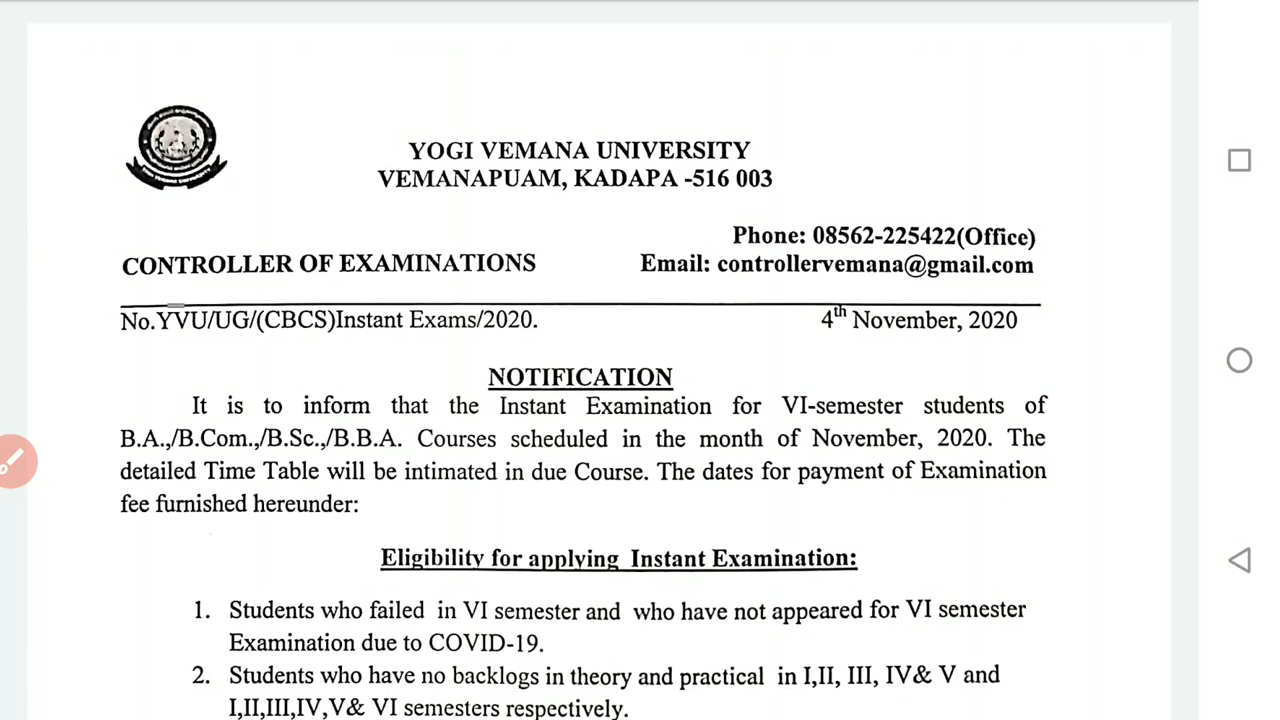 YOGI VEMANA UNIVERSITY
VEMANAPUAM, KADAPA -516 003
Phone: 08562-225422(Office)
CONTROLLER OF EXAMINATIONS Email: controllervemana@gmail.com
No.YVU/UG/(CBCS)Instant Exams/2020. 4th November, 2020
NOTIFICATION
It is to inform that the Instant Examination for VI-semester students of
B.A.,/B.Com.,/B.Sc.,/B.B.A. Courses scheduled in the month of November, 2020. The
detailed Time Table will be intimated in due Course. The dates for payment of Examination
fee furnished hereunder:
Eligibility for applying Instant Examination:
1. Students who failed in VI semester and who have not appeared for VI semester
Examination due to COVID-19.
2. Students who have no backlogs in theory and practical in I,II, III, IV& V and
I,II,III,IV,V& VI semesters respectively.